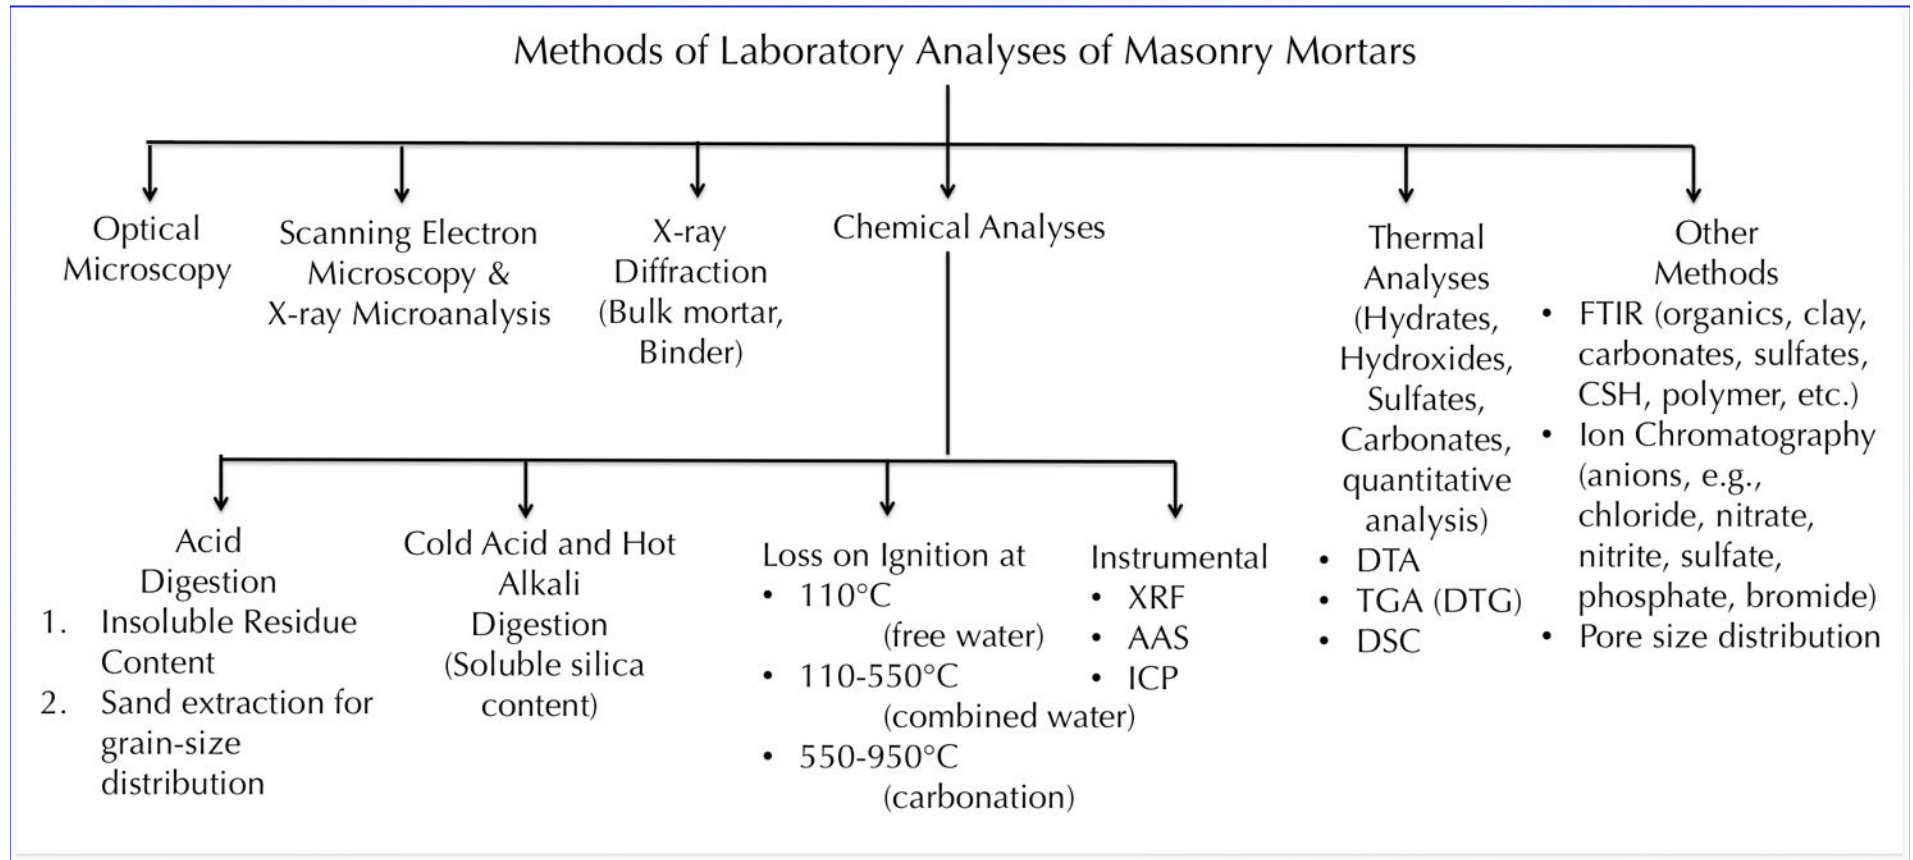 Methods of Laboratory Analyses of Masonry Mortars
Optical
Microscopy
Scanning Electron
Microscopy &
X-ray Microanalysis
X-ray
Diffraction
(Bulk mortar,
Binder)
Chemical Analyses
Thermal
Analyses
(Hydrates,
Hydroxides,
Sulfates,
Carbonates,
quantitative
analysis)
• DTA
• TGA (DTG)
• DSC
Other
Methods
• FTIR (organics, clay,
carbonates, sulfates,
CSH, polymer, etc.)
• Ion Chromatography
(anions, e.g.,
chloride, nitrate,
nitrite, sulfate,
phosphate, bromide)
• Pore size distribution
Acid
Digestion
1. Insoluble Residue
Content
2. Sand extraction for
grain-size
distribution
Cold Acid and Hot
Alkali
Digestion
(Soluble silica
content)
Loss on Ignition at
• 110°C
(free water)
• 110-550°C
(combined water)
• 550-950°C
(carbonation)
Instrumental
• XRF
• AAS
• ICP